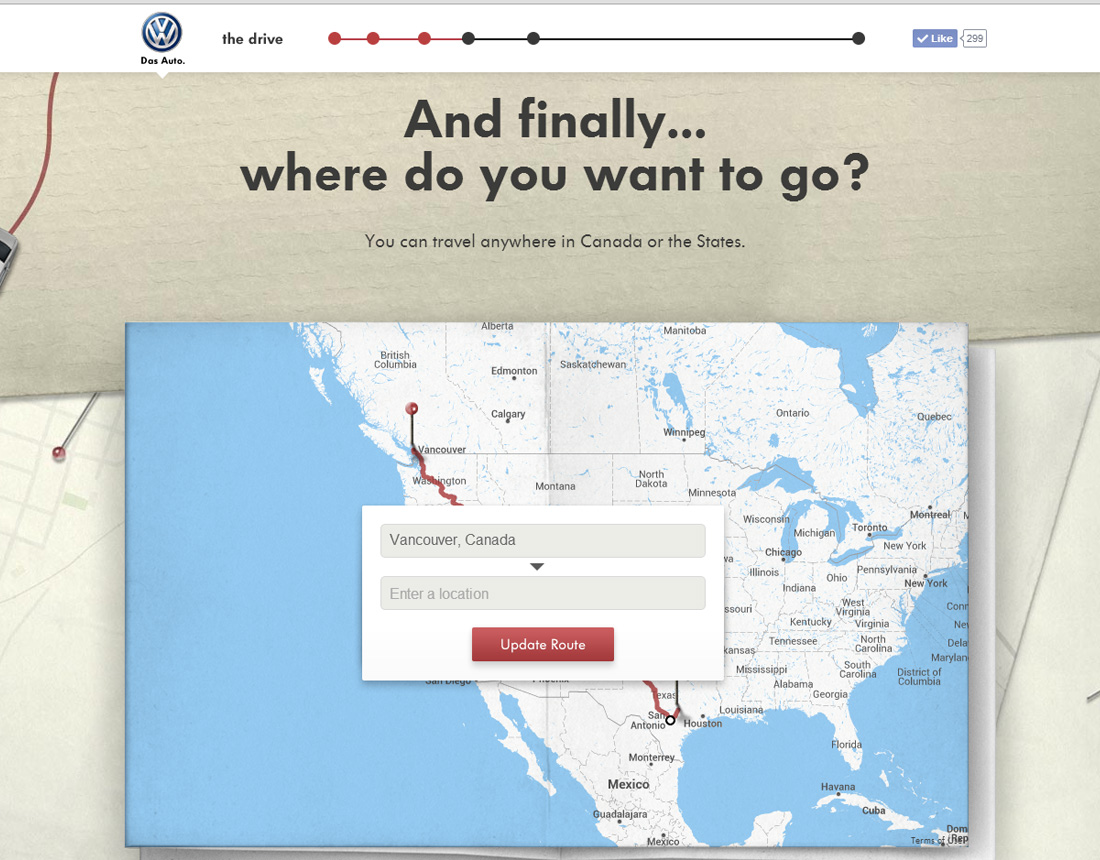 Das Auto.
the drive
Like
299
And finally...
where do you want to go?
You can travel anywhere in Canada or the States.
Alberta
Manitoba
British
Columbia
Saskatchewan
Edmonton
Calgary
Ontario
Quebec
Winnipeg
Vancouver
Washington
North
Dakota
Montana
Minnesota
Montreal
Wisconsin
Michigan
Toronto
New York
Chicago
Illinois
Ohio
Pennsylvania
New York
Indiana
West
Virginia
Kentucky
Virginia
Tennessee
North
Carolina
Mississippi
South
Carolina
District of
Columbia
Alabama
Georgia
Vancouver, Canada
Enter a location
Update Route
San Diego
Phoenix
Texas
San
Antonio
Houston
Louisiana
Florida
Monterrey
Mexico
Havana
Cuba
Guadalajara
Mexico
Terms of Use